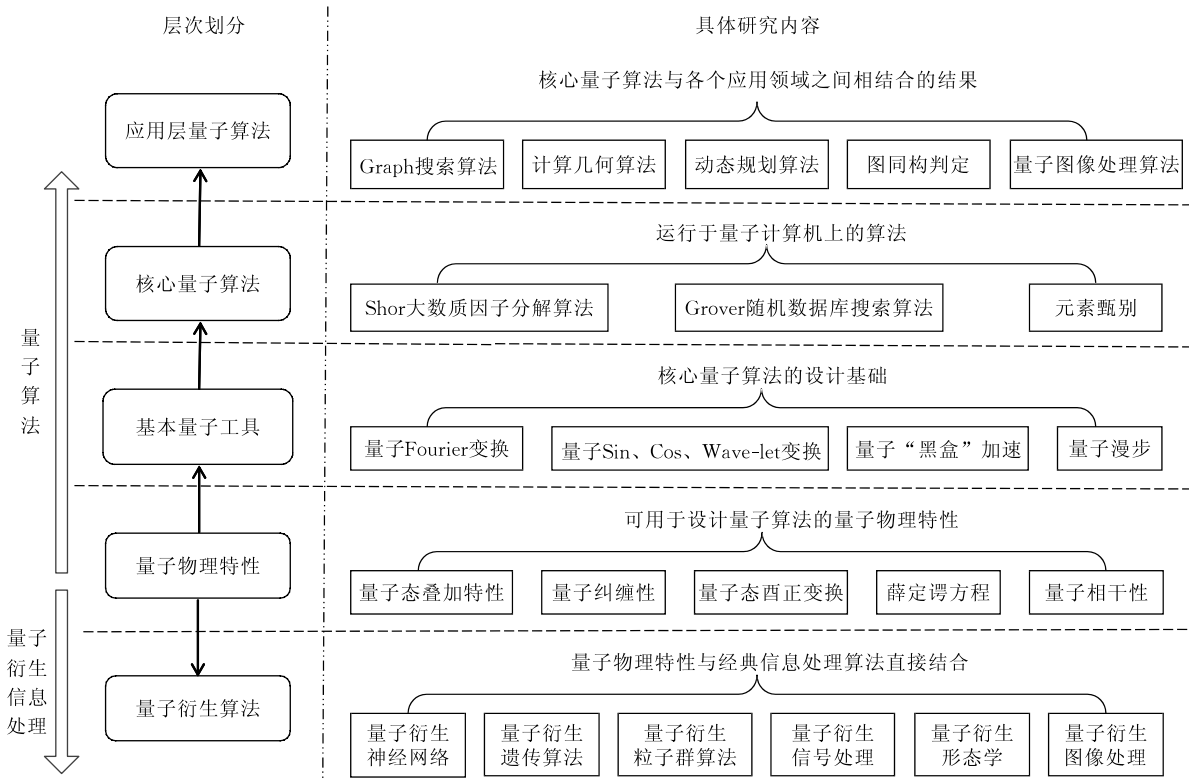 层次划分
具体研究内容
核心量子算法与各个应用领域之间相结合的结果
应用层量子算法
Graph搜索算法
计算几何算法
动态规划算法
图同构判定
量子图像处理算法
运行于量子计算机上的算法
核心量子算法
Shor大数质因子分解算法
Grover随机数据库搜索算法
元素甄别
量
子
算
法
核心量子算法的设计基础
基本量子工具
量子Fourier变换
量子Sin、Cos、Wave-let变换
量子“黑盒”加速
量子漫步
可用于设计量子算法的量子物理特性
量子物理特性
量子态叠加特性
量子纠缠性
量子态酉正变换
薛定谔方程
量子相干性
量子
衍生
信息
处理
量子物理特性与经典信息处理算法直接结合
量子衍生算法
量子衍生
神经网络
量子衍生
遗传算法
量子衍生
粒子群算法
量子衍生
信号处理
量子衍生
形态学
量子衍生
图像处理